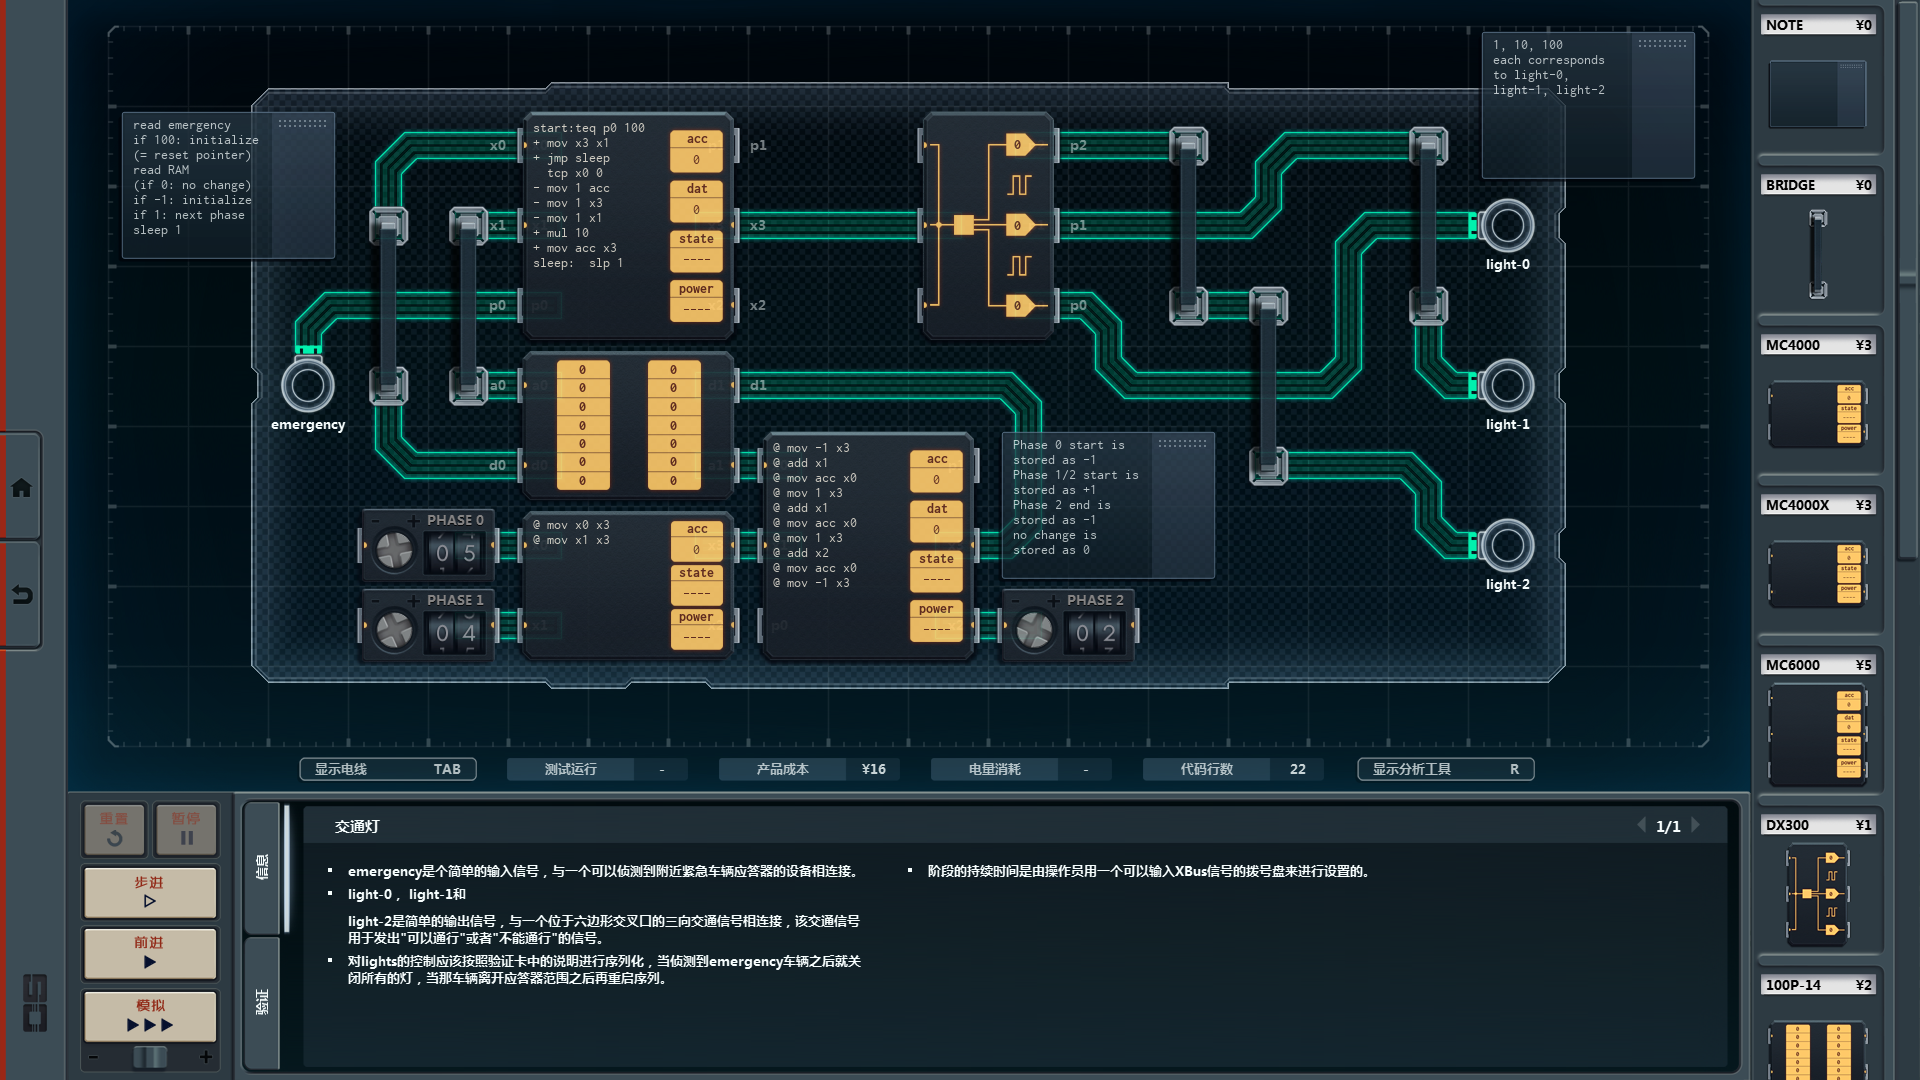 read emergency
if 100: initialize
(= reset pointer)
read RAM
(if 0: no change)
if -1: initialize
if 1: next phase
sleep 1
start:teq p0 100
+ mov x3 x1
+ jmp sleep
tcp x0 0
- mov 1 acc
- mov 1 x3
- mov 1 x1
+ mul 10
+ mov acc x3
sleep:  slp 1
acc
0
dat
0
state
----
power
----
x0
x1
p0
p1
x3
x2
0
0
0
p2
p1
p0
1, 10, 100
each corresponds
to light-0,
light-1, light-2
light-0
light-1
light-2
emergency
a0
d0
d1
0 0
0 0
0 0
0 0
0 0
0 0
0 0
PHASE 0
05
PHASE 1
04
@ mov x0 x3
@ mov x1 x3
acc
0
state
----
power
----
@ mov -1 x3
@ add x1
@ mov acc x0
@ mov 1 x3
@ add x1
@ mov acc x0
@ mov 1 x3
@ add x2
@ mov acc x0
@ mov -1 x3
acc
0
dat
0
state
----
power
----
Phase 0 start is
stored as -1
Phase 1/2 start is
stored as +1
Phase 2 end is
stored as -1
no change is
stored as 0
PHASE 2
02
显示电线 TAB
测试运行 -
产品成本 ¥16
电量消耗 -
代码行数 22
显示分析工具 R
重置
暂停
步进
前进
模拟
- +
信息
验证
交通灯
1/1
▪ emergency是个简单的输入信号，与一个可以侦测到附近紧急车辆应答器的设备相连接。
▪ light-0，light-1和
light-2是简单的输出信号，与一个位于六边形交叉口的三向交通信号相连接，该交通信号
用于发出"可以通行"或者"不能通行"的信号。
▪ 对lights的控制应该按照验证卡中的说明进行序列化，当侦测到emergency车辆之后就关
闭所有的灯，当那车辆离开应答器范围之后再重启序列。
▪ 阶段的持续时间是由操作员用一个可以输入XBus信号的拨号盘来进行设置的。
NOTE ¥0
BRIDGE ¥0
MC4000 ¥3
MC4000X ¥3
MC6000 ¥5
DX300 ¥1
100P-14 ¥2